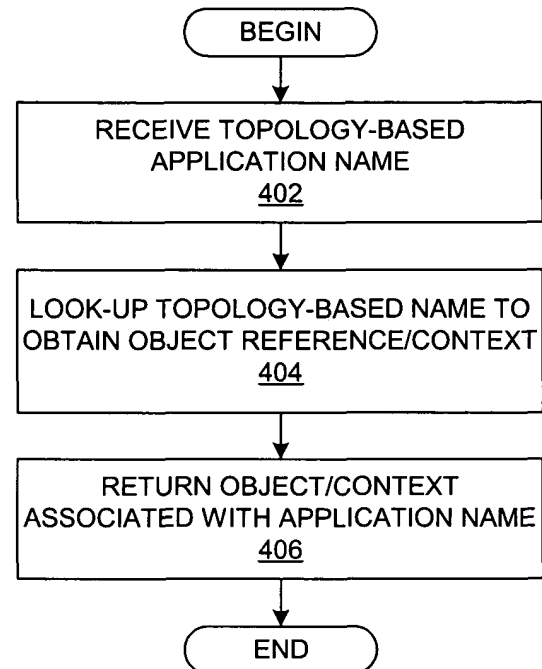 BEGIN
RECEIVE TOPOLOGY-BASED
APPLICATION NAME
402
LOOK-UP TOPOLOGY-BASED NAME TO
OBTAIN OBJECT REFERENCE/CONTEXT
404
RETURN OBJECT/CONTEXT
ASSOCIATED WITH APPLICATION NAME
406
END